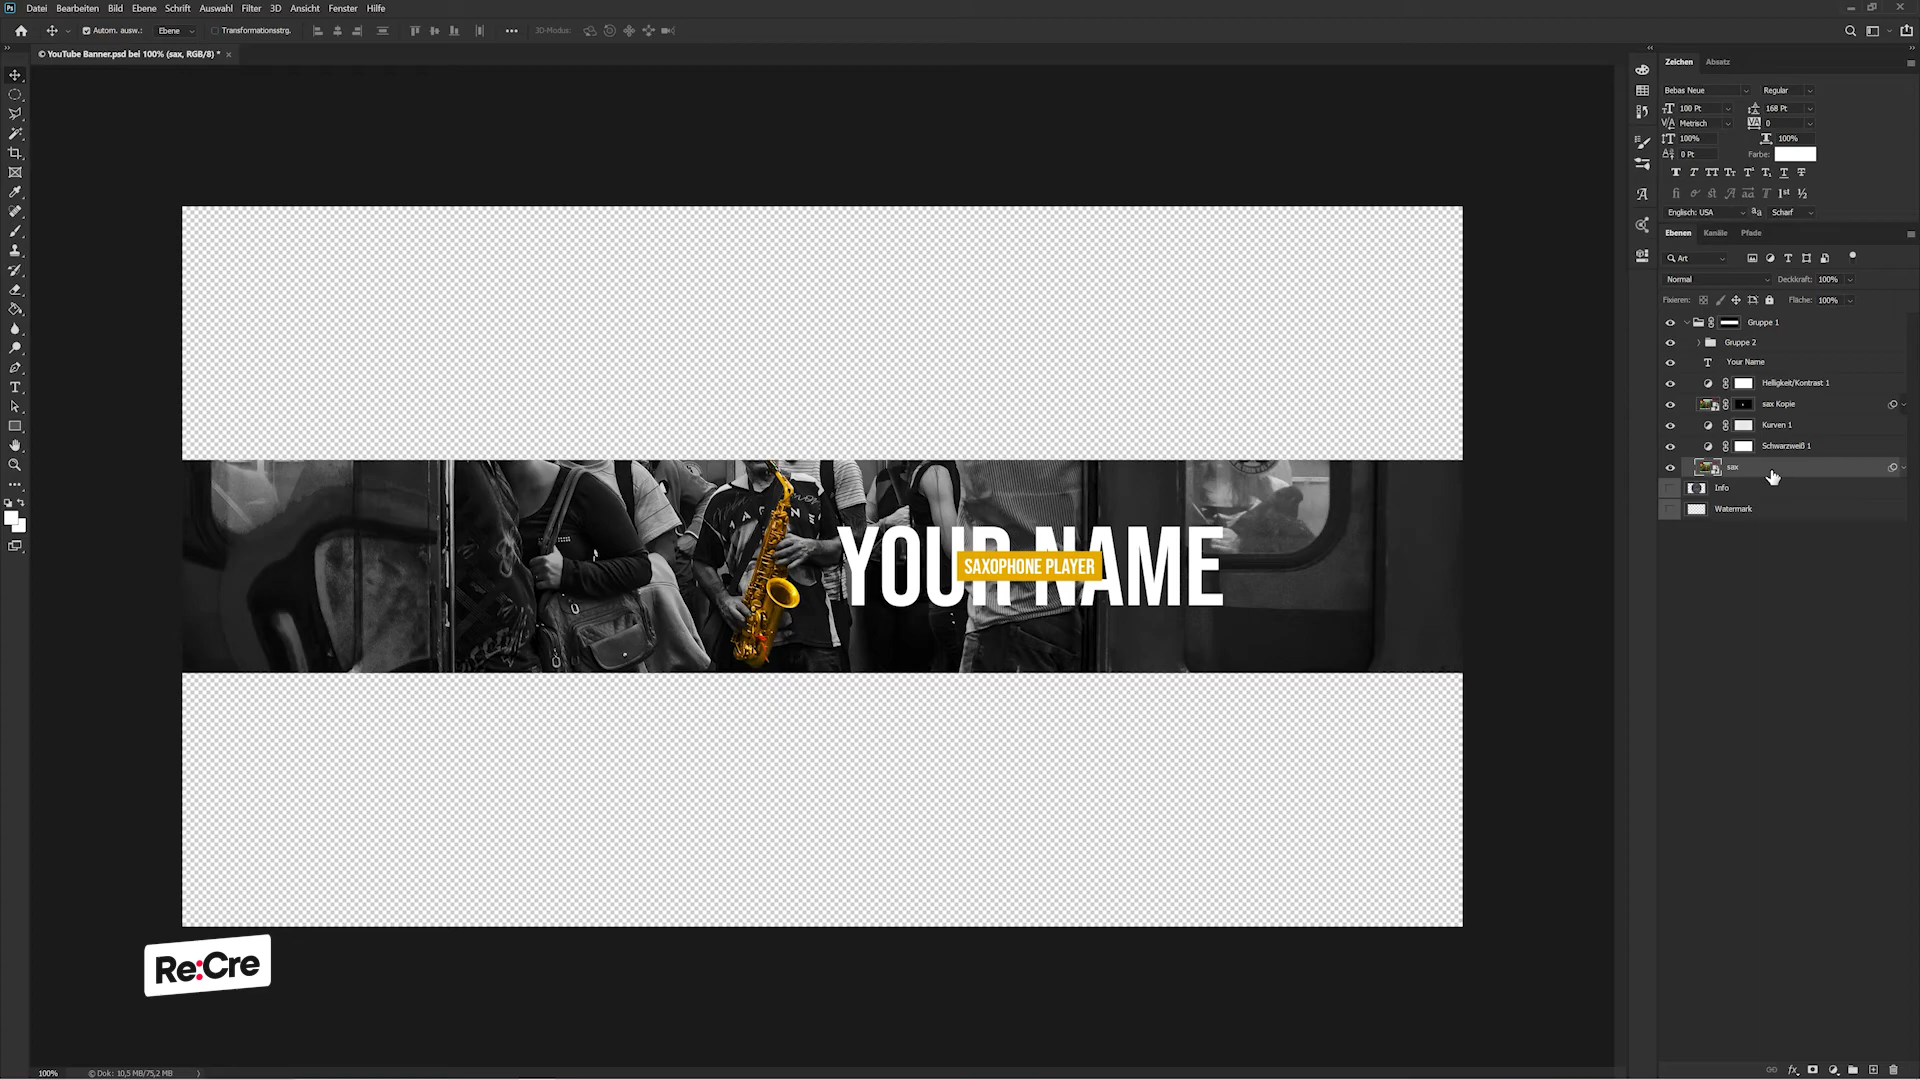 Ps Datei Bearbeiten Bild Ebene Schrift Auswahl Filter 3D Ansicht Fenster Hilfe
Autom. ausw.: Ebene Transformationsstrg. 3D-Modus:
© YouTube Banner.psd bei 100% (sax, RGB/8) *
Zeichen Absatz
Bebas Neue Regular
100 Pt 168 Pt
Metrisch 0
100% 100%
0 Pt Farbe:
Englisch: USA Scharf
Ebenen Kanäle Pfade
Art
Normal Deckkraft: 100%
Fixieren: Fläche: 100%
Gruppe 1
Gruppe 2
Your Name
Helligkeit/Kontrast 1
sax Kopie
Kurven 1
Schwarzweiß 1
sax
Info
Watermark
YOUR NAME
SAXOPHONE PLAYER
Re:Cre
100% © Dok: 10,5 MB/75,2 MB